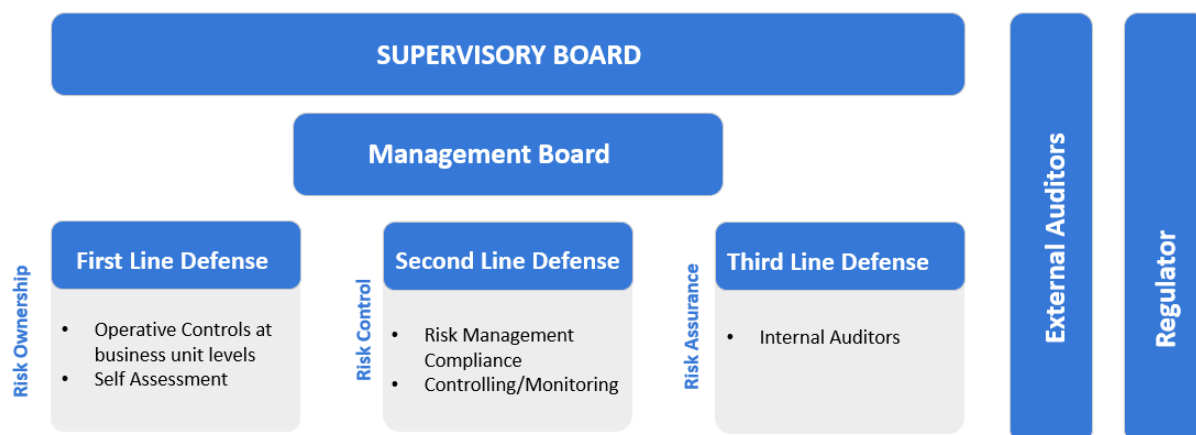 SUPERVISORY BOARD
Management Board
Risk Ownership
First Line Defense
• Operative Controls at
business unit levels
• Self Assessment
Risk Control
Second Line Defense
• Risk Management
Compliance
• Controlling/Monitoring
Risk Assurance
Third Line Defense
• Internal Auditors
External Auditors
Regulator